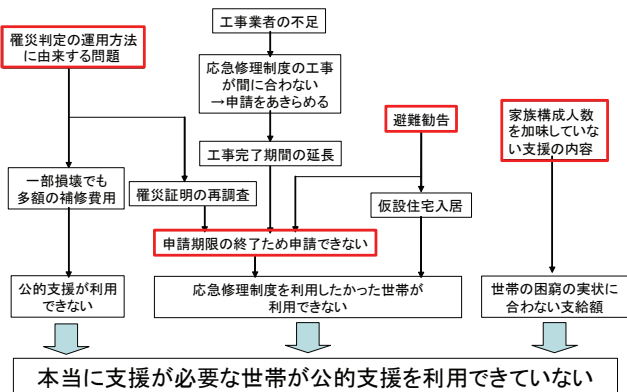 工事業者の不足
罹災判定の運用方法
に由来する問題
応急修理制度の工事
が間に合わない
→申請をあきらめる
避難勧告
家族構成人数
を加味していな
い支援の内容
工事完了期間の延長
一部損壊でも
多額の補修費用
罹災証明の再調査
仮設住宅入居
申請期限の終了ため申請できない
公的支援が利用
できない
応急修理制度を利用したかった世帯が
利用できない
世帯の困窮の実状に
合わない支給額
本当に支援が必要な世帯が公的支援を利用できていない